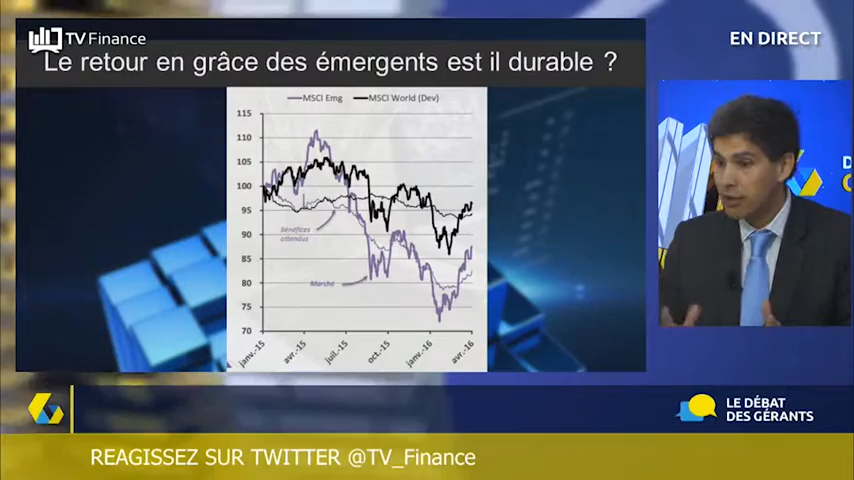 TV Finance
EN DIRECT
Le retour en grâce des émergents est il durable ?
MSCI Emg
MSCI World (Dev)
115
110
105
100
95
90
85
80
75
70
Bénéfices
attendus
Marché
janv.-15
avr.-15
juil.-15
oct.-15
janv.-16
avr.-16
D
LE DÉBAT
DES GÉRANTS
REAGISSEZ SUR TWITTER @TV_Finance